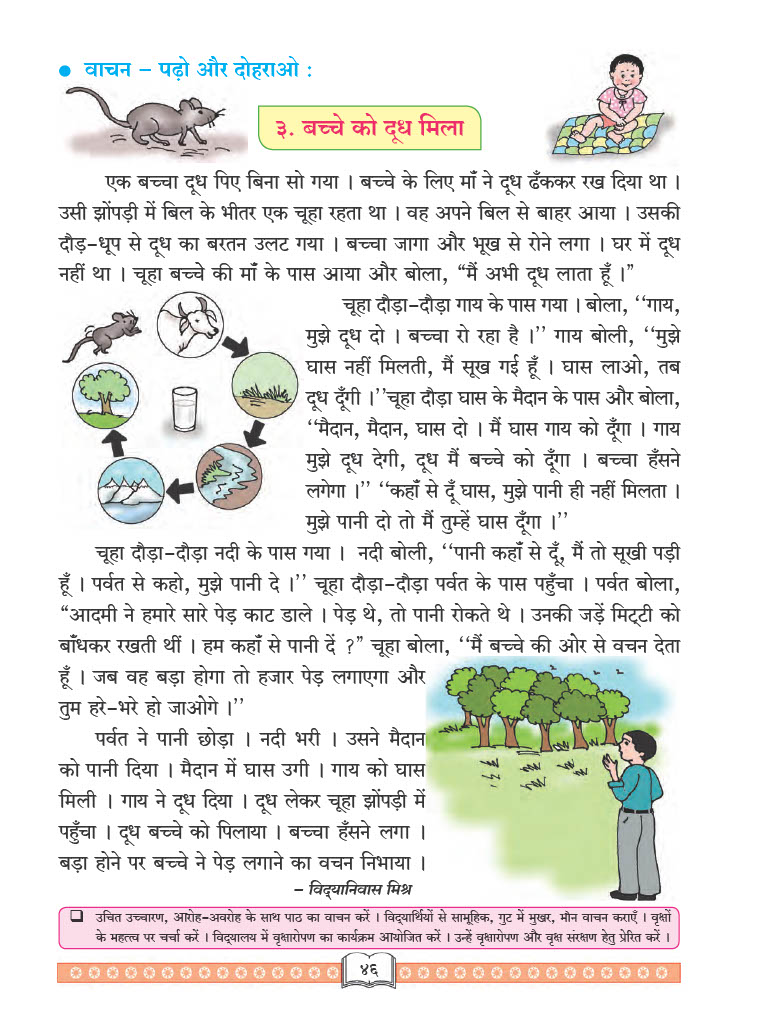 ● वाचन – पढ़ो और दोहराओ :
३. बच्चे को दूध मिला
एक बच्चा दूध पिए बिना सो गया । बच्चे के लिए माँ ने दूध ढँककर रख दिया था ।
उसी झोंपड़ी में बिल के भीतर एक चूहा रहता था । वह अपने बिल से बाहर आया । उसकी
दौड़-धूप से दूध का बरतन उलट गया । बच्चा जागा और भूख से रोने लगा । घर में दूध
नहीं था । चूहा बच्चे की माँ के पास आया और बोला, “मैं अभी दूध लाता हूँ ।”
चूहा दौड़ा-दौड़ा गाय के पास गया । बोला, ‘‘गाय,
मुझे दूध दो । बच्चा रो रहा है ।’’ गाय बोली, ‘‘मुझे
घास नहीं मिलती, मैं सूख गई हूँ । घास लाओ, तब
दूध दूँगी ।’’चूहा दौड़ा घास के मैदान के पास और बोला,
‘‘मैदान, मैदान, घास दो । मैं घास गाय को दूँगा । गाय
मुझे दूध देगी, दूध मैं बच्चे को दूँगा । बच्चा हँसने
लगेगा ।’’ ‘‘कहाँ से दूँ घास, मुझे पानी ही नहीं मिलता ।
मुझे पानी दो तो मैं तुम्हें घास दूँगा ।’’
चूहा दौड़ा-दौड़ा नदी के पास गया । नदी बोली, ‘‘पानी कहाँ से दूँ, मैं तो सूखी पड़ी
हूँ । पर्वत से कहो, मुझे पानी दे ।’’ चूहा दौड़ा-दौड़ा पर्वत के पास पहुँचा । पर्वत बोला,
“आदमी ने हमारे सारे पेड़ काट डाले । पेड़ थे, तो पानी रोकते थे । उनकी जड़ें मिट्टी को
बाँधकर रखती थीं । हम कहाँ से पानी दें ?” चूहा बोला, ‘‘मैं बच्चे की ओर से वचन देता
हूँ । जब वह बड़ा होगा तो हजार पेड़ लगाएगा और
तुम हरे-भरे हो जाओगे ।’’
पर्वत ने पानी छोड़ा । नदी भरी । उसने मैदान
को पानी दिया । मैदान में घास उगी । गाय को घास
मिली । गाय ने दूध दिया । दूध लेकर चूहा झोंपड़ी में
पहुँचा । दूध बच्चे को पिलाया । बच्चा हँसने लगा ।
बड़ा होने पर बच्चे ने पेड़ लगाने का वचन निभाया ।
– विद्यानिवास मिश्र
❑ उचित उच्चारण, आरोह-अवरोह के साथ पाठ का वाचन करें । विद्यार्थियों से सामूहिक, गुट में मुखर, मौन वाचन कराएँ । वृक्षों
के महत्त्व पर चर्चा करें । विद्यालय में वृक्षारोपण का कार्यक्रम आयोजित करें । उन्हें वृक्षारोपण और वृक्ष संरक्षण हेतु प्रेरित करें ।
४६